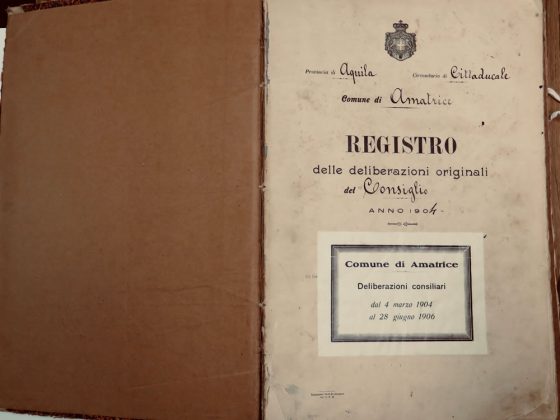 Provincia di Aquila Circondario di Cittaducale
Comune di Amatrice
REGISTRO
delle deliberazioni originali
del Consiglio
ANNO 1904
Comune di Amatrice
Deliberazioni consiliari
dal 4 marzo 1904
al 28 giugno 1906